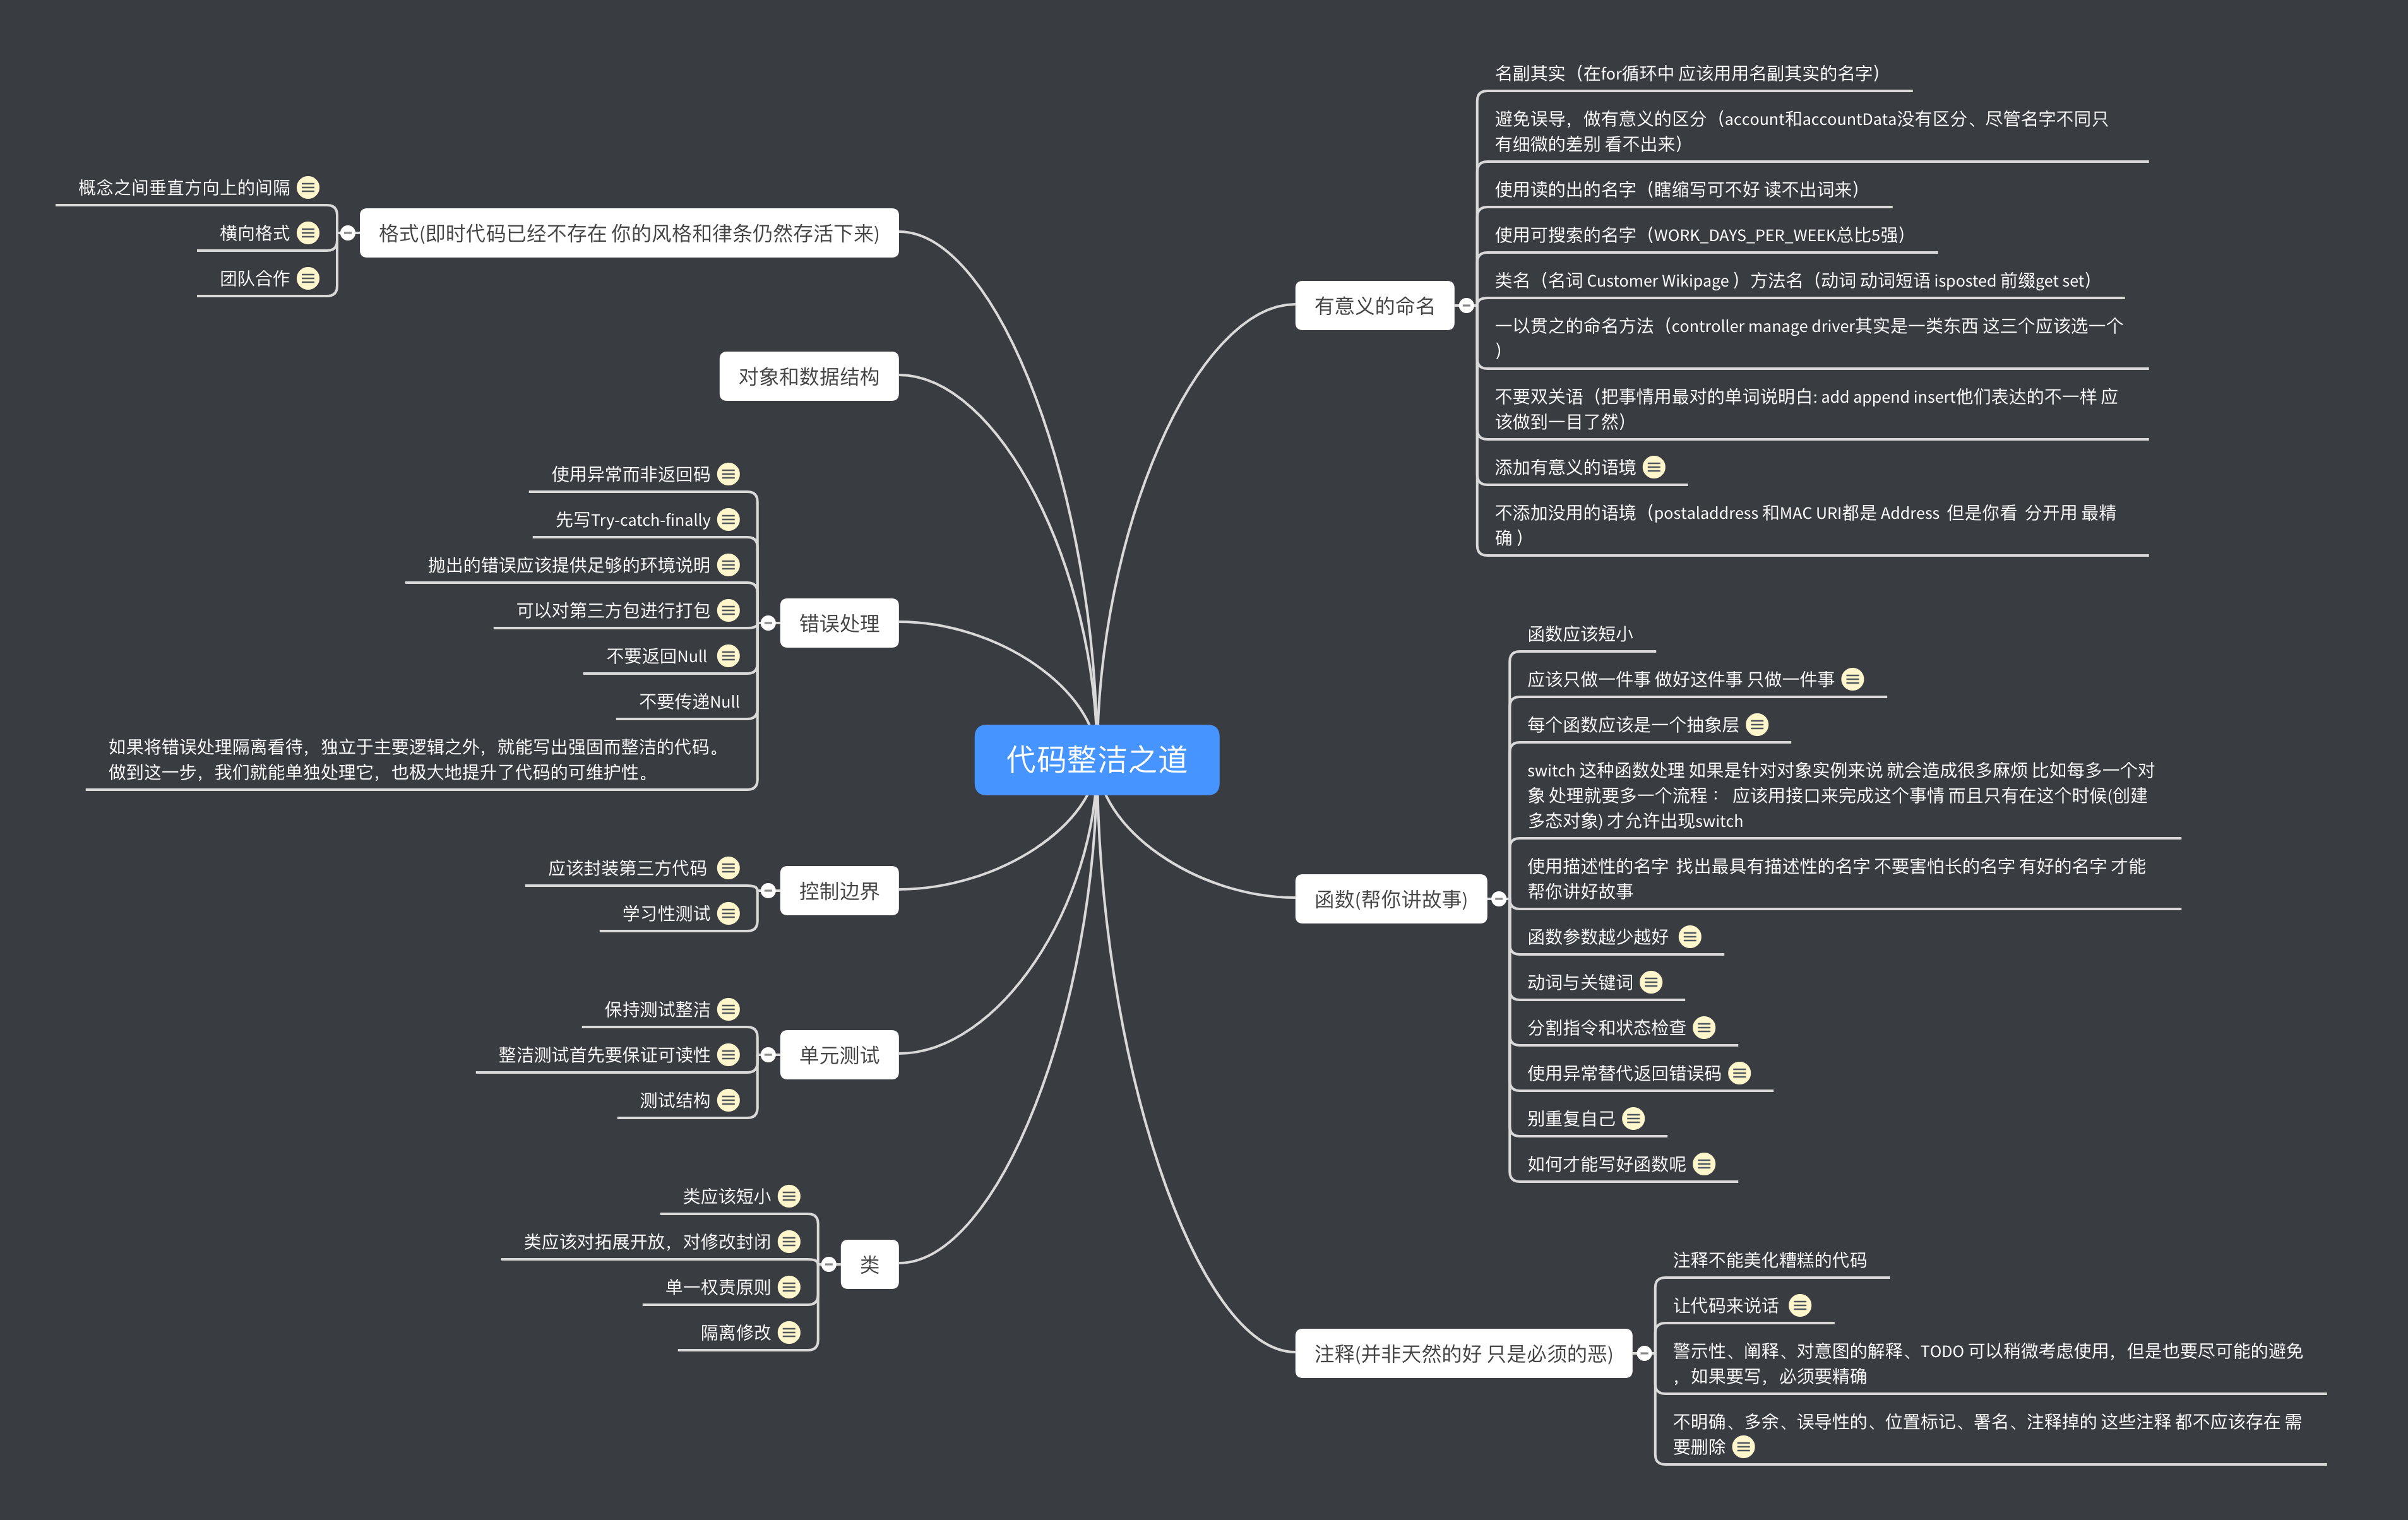 代码整洁之道
有意义的命名
名副其实（在for循环中 应该用用名副其实的名字）
避免误导，做有意义的区分（account和accountData没有区分、尽管名字不同只
有细微的差别 看不出来）
使用读的出的名字（瞎缩写可不好 读不出词来）
使用可搜索的名字（WORK_DAYS_PER_WEEK总比5强）
类名（名词 Customer Wikipage ）方法名（动词 动词短语 isposted 前缀get set）
一以贯之的命名方法（controller manage driver其实是一类东西 这三个应该选一个
）
不要双关语（把事情用最对的单词说明白: add append insert他们表达的不一样 应
该做到一目了然）
添加有意义的语境
不添加没用的语境（postaladdress 和MAC URI都是 Address  但是你看  分开用 最精
确 ）
函数(帮你讲故事)
函数应该短小
应该只做一件事 做好这件事 只做一件事
每个函数应该是一个抽象层
switch 这种函数处理 如果是针对对象实例来说 就会造成很多麻烦 比如每多一个对
象 处理就要多一个流程：  应该用接口来完成这个事情 而且只有在这个时候(创建
多态对象) 才允许出现switch
使用描述性的名字  找出最具有描述性的名字 不要害怕长的名字 有好的名字 才能
帮你讲好故事
函数参数越少越好
动词与关键词
分割指令和状态检查
使用异常替代返回错误码
别重复自己
如何才能写好函数呢
注释(并非天然的好 只是必须的恶)
注释不能美化糟糕的代码
让代码来说话
警示性、阐释、对意图的解释、TODO 可以稍微考虑使用，但是也要尽可能的避免
，如果要写，必须要精确
不明确、多余、误导性的、位置标记、署名、注释掉的 这些注释 都不应该存在 需
要删除
格式(即时代码已经不存在 你的风格和律条仍然存活下来)
概念之间垂直方向上的间隔
横向格式
团队合作
对象和数据结构
错误处理
使用异常而非返回码
先写Try-catch-finally
抛出的错误应该提供足够的环境说明
可以对第三方包进行打包
不要返回Null
不要传递Null
如果将错误处理隔离看待，独立于主要逻辑之外，就能写出强固而整洁的代码。
做到这一步，我们就能单独处理它，也极大地提升了代码的可维护性。
控制边界
应该封装第三方代码
学习性测试
单元测试
保持测试整洁
整洁测试首先要保证可读性
测试结构
类
类应该短小
类应该对拓展开放，对修改封闭
单一权责原则
隔离修改